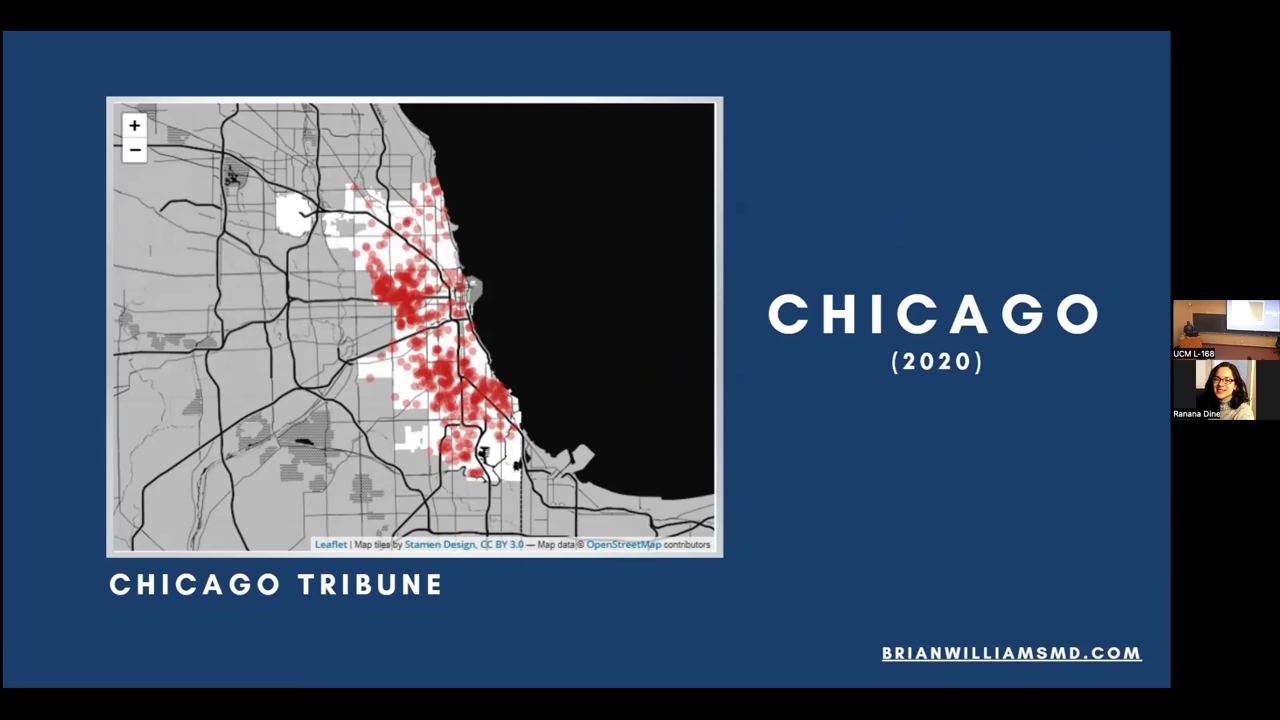 +
−
Leaflet | Map tiles by Stamen Design, CC BY 3.0 — Map data © OpenStreetMap contributors
CHICAGO TRIBUNE
CHICAGO
(2020)
BRIANWILLIAMSMD.COM
UCM L-168
Ranana Dine